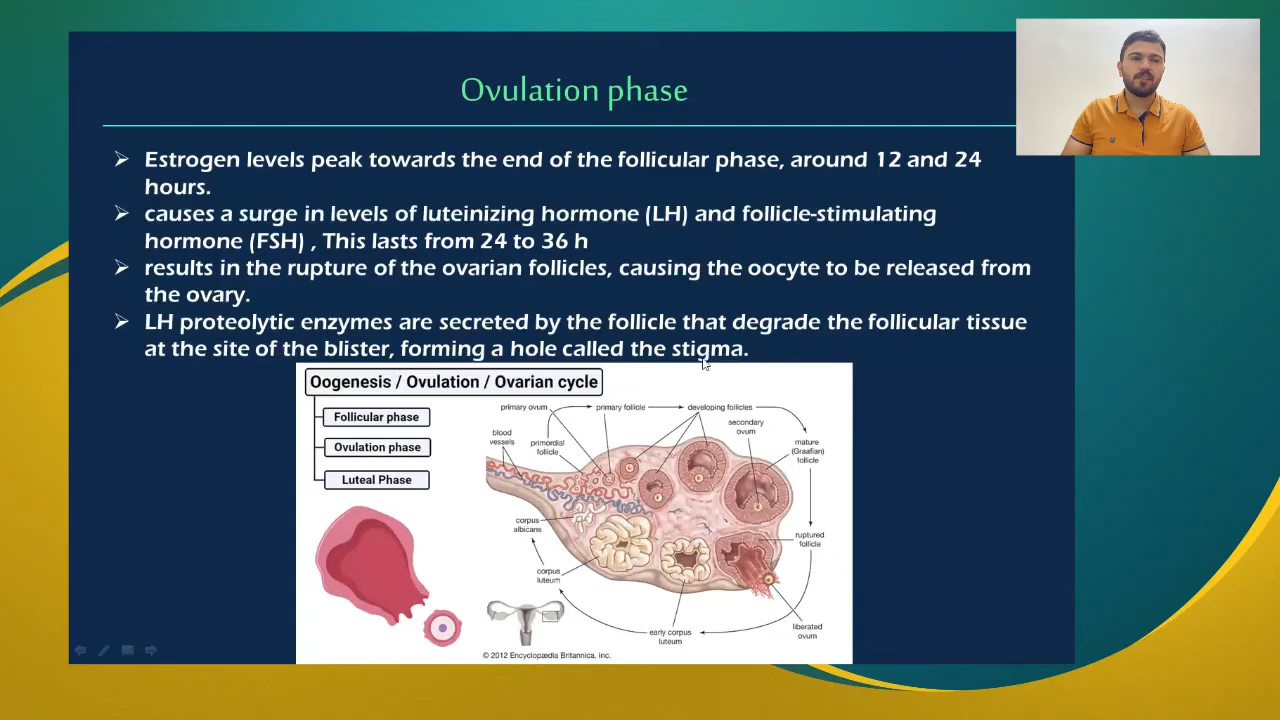 Ovulation phase
Estrogen levels peak towards the end of the follicular phase, around 12 and 24
hours.
causes a surge in levels of luteinizing hormone (LH) and follicle-stimulating
hormone (FSH) , This lasts from 24 to 36 h
results in the rupture of the ovarian follicles, causing the oocyte to be released from
the ovary.
LH proteolytic enzymes are secreted by the follicle that degrade the follicular tissue
at the site of the blister, forming a hole called the stigma.
Oogenesis / Ovulation / Ovarian cycle
Follicular phase
Ovulation phase
Luteal Phase
primary ovum
primary follicle
developing follicles
secondary
ovum
blood
vessels
primordial
follicle
mature
(Graafian)
follicle
corpus
albicans
ruptured
follicle
corpus
luteum
early corpus
luteum
liberated
ovum
© 2012 Encyclopædia Britannica, Inc.